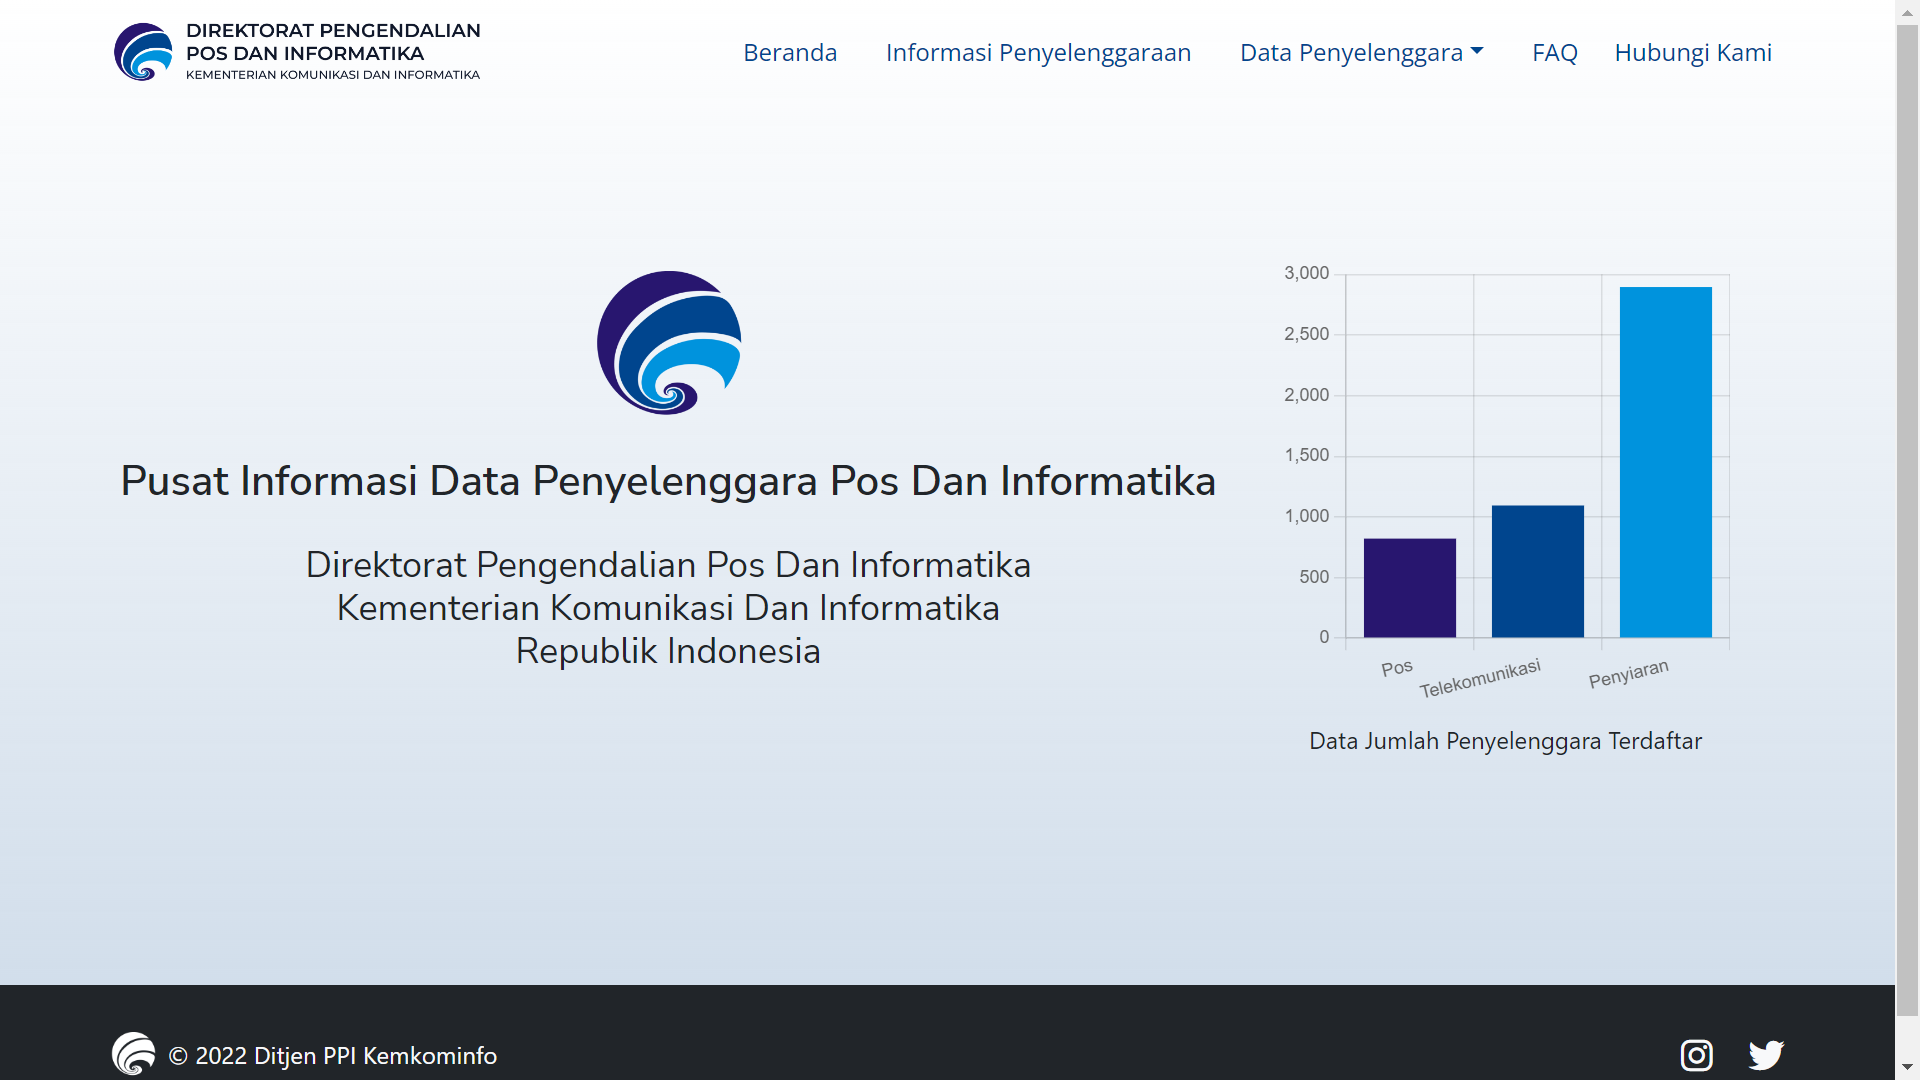 DIREKTORAT PENGENDALIAN
POS DAN INFORMATIKA
KEMENTERIAN KOMUNIKASI DAN INFORMATIKA
Beranda
Informasi Penyelenggaraan
Data Penyelenggara
FAQ
Hubungi Kami
Pusat Informasi Data Penyelenggara Pos Dan Informatika
Direktorat Pengendalian Pos Dan Informatika
Kementerian Komunikasi Dan Informatika
Republik Indonesia
3,000
2,500
2,000
1,500
1,000
500
0
Pos
Telekomunikasi
Penyiaran
Data Jumlah Penyelenggara Terdaftar
© 2022 Ditjen PPI Kemkominfo